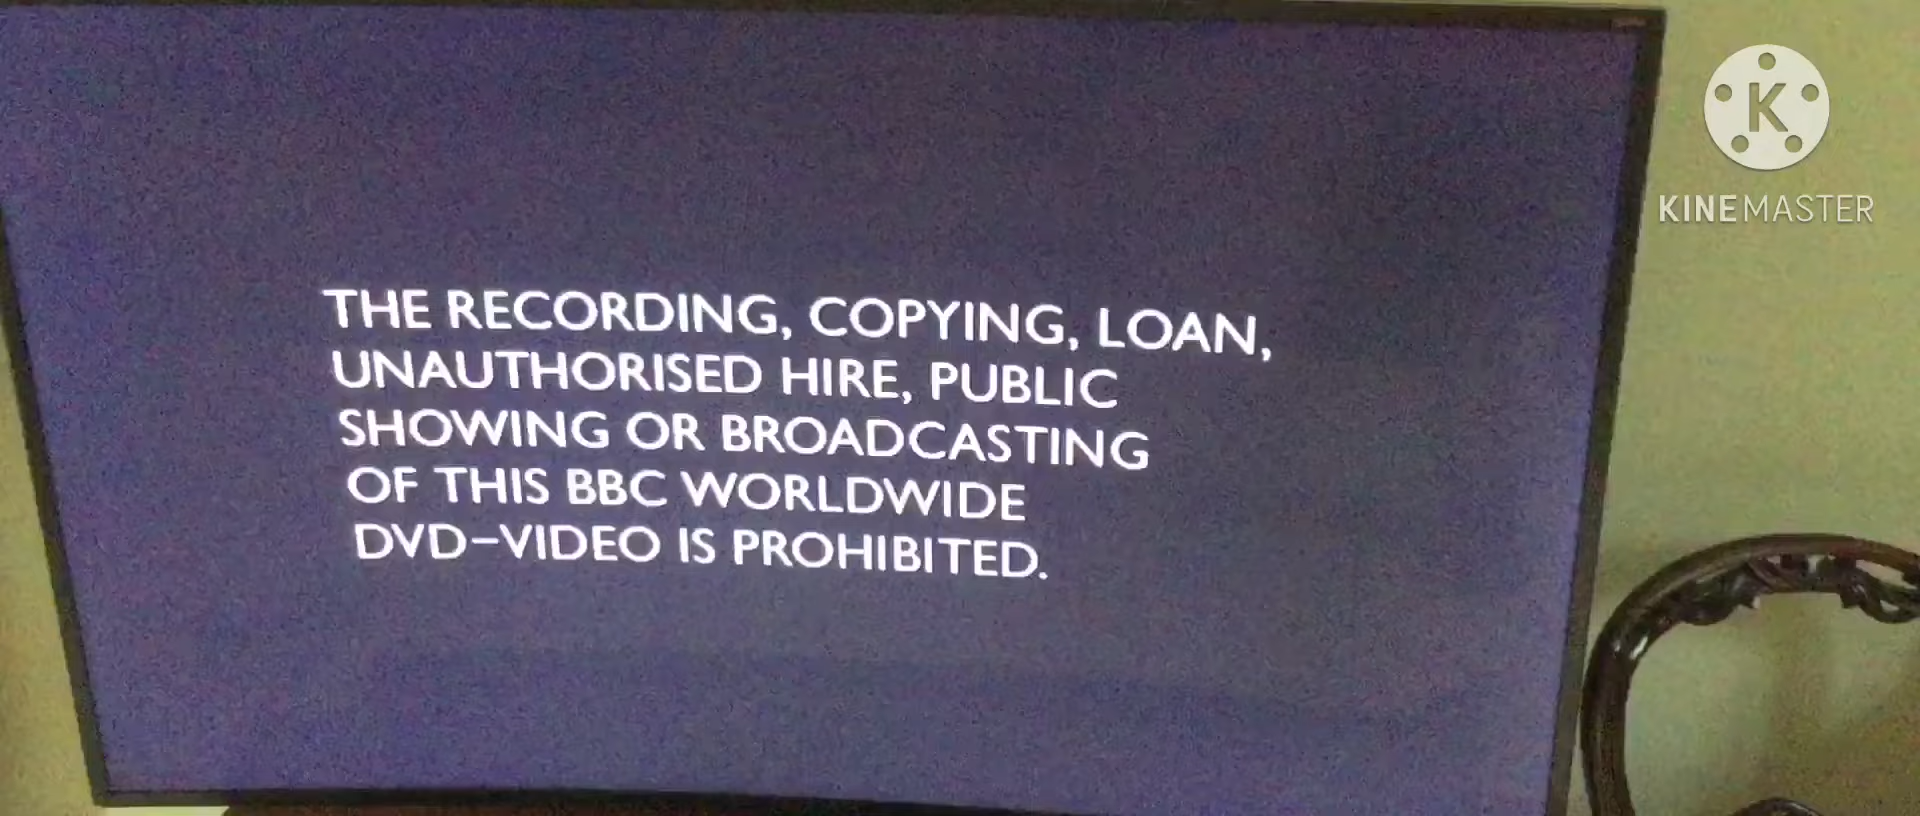 THE RECORDING, COPYING, LOAN,
UNAUTHORISED HIRE, PUBLIC
SHOWING OR BROADCASTING
OF THIS BBC WORLDWIDE
DVD-VIDEO IS PROHIBITED.
K
KINEMASTER